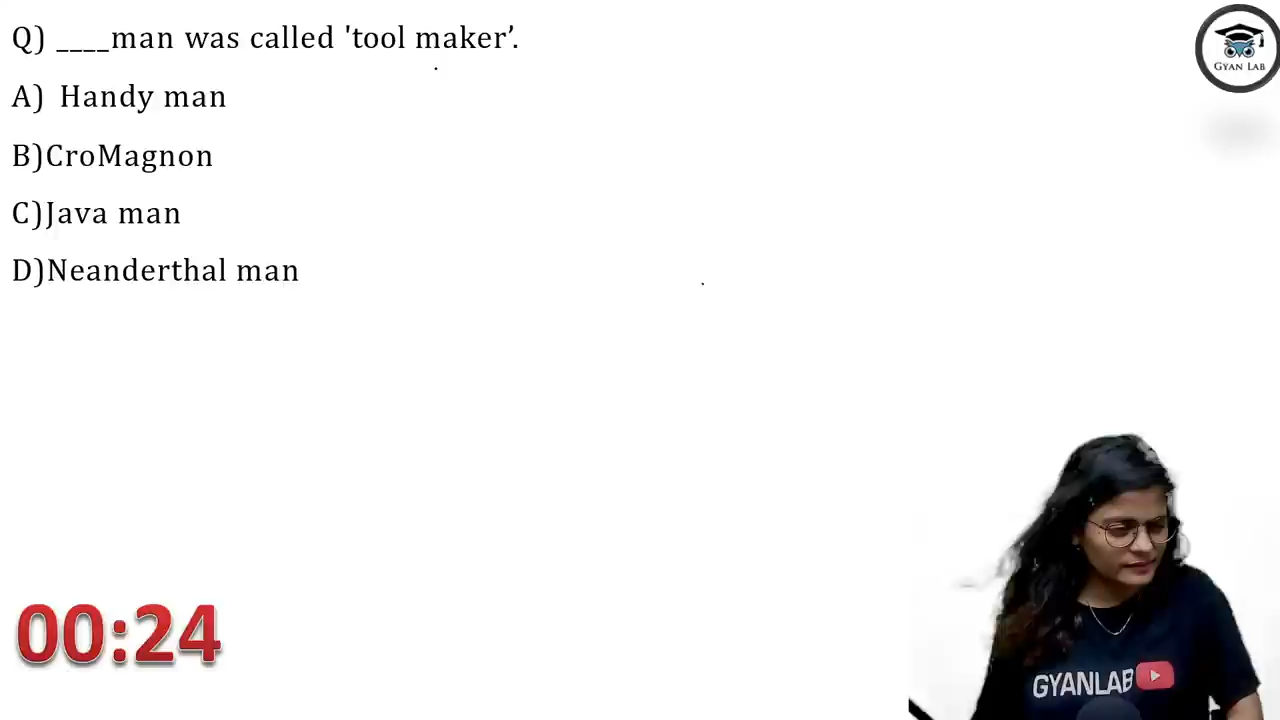 Q) ____man was called 'tool maker’.
A) Handy man
B)CroMagnon
C)Java man
D)Neanderthal man
00:24
GYAN LAB
GYANLAB